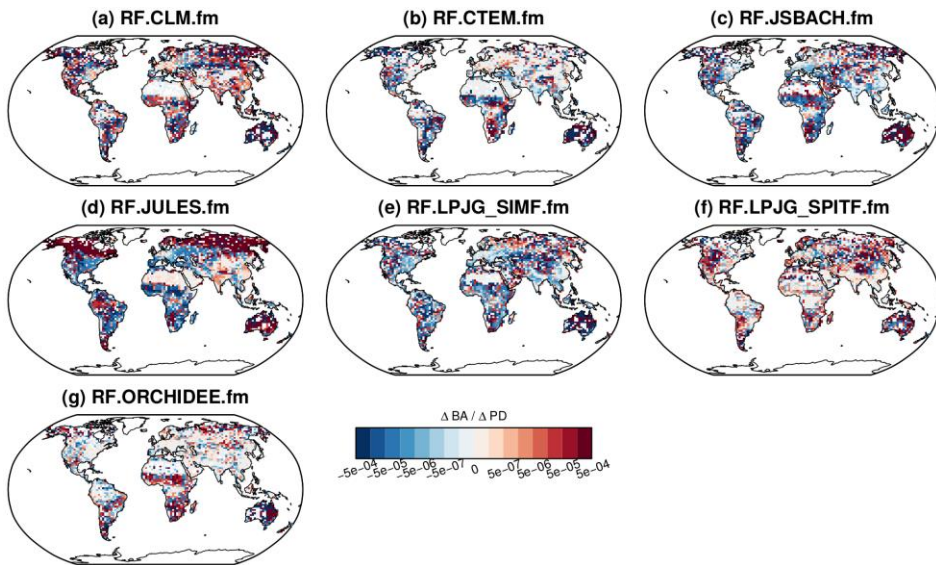 (a) RF.CLM.fm
(b) RF.CTEM.fm
(c) RF.JSBACH.fm
(d) RF.JULES.fm
(e) RF.LPJG_SIMF.fm
(f) RF.LPJG_SPITF.fm
(g) RF.ORCHIDEE.fm
Δ BA / Δ PD
−5e−04 −5e−05 −5e−06 −5e−07 0 5e−07 5e−06 5e−05 5e−04